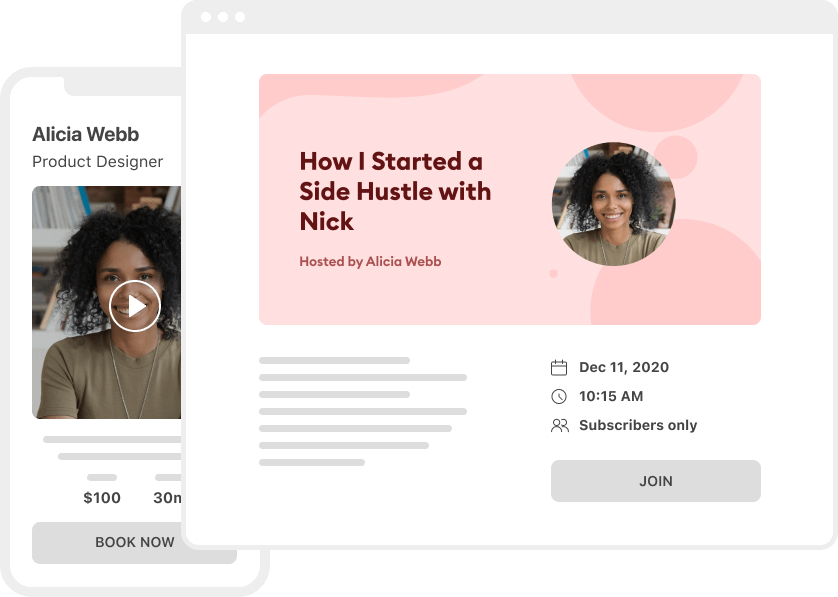 Alicia Webb
Product Designer
$100
BOOK NOW
How I Started a
Side Hustle with
Nick
Hosted by Alicia Webb
Dec 11, 2020
10:15 AM
Subscribers only
JOIN